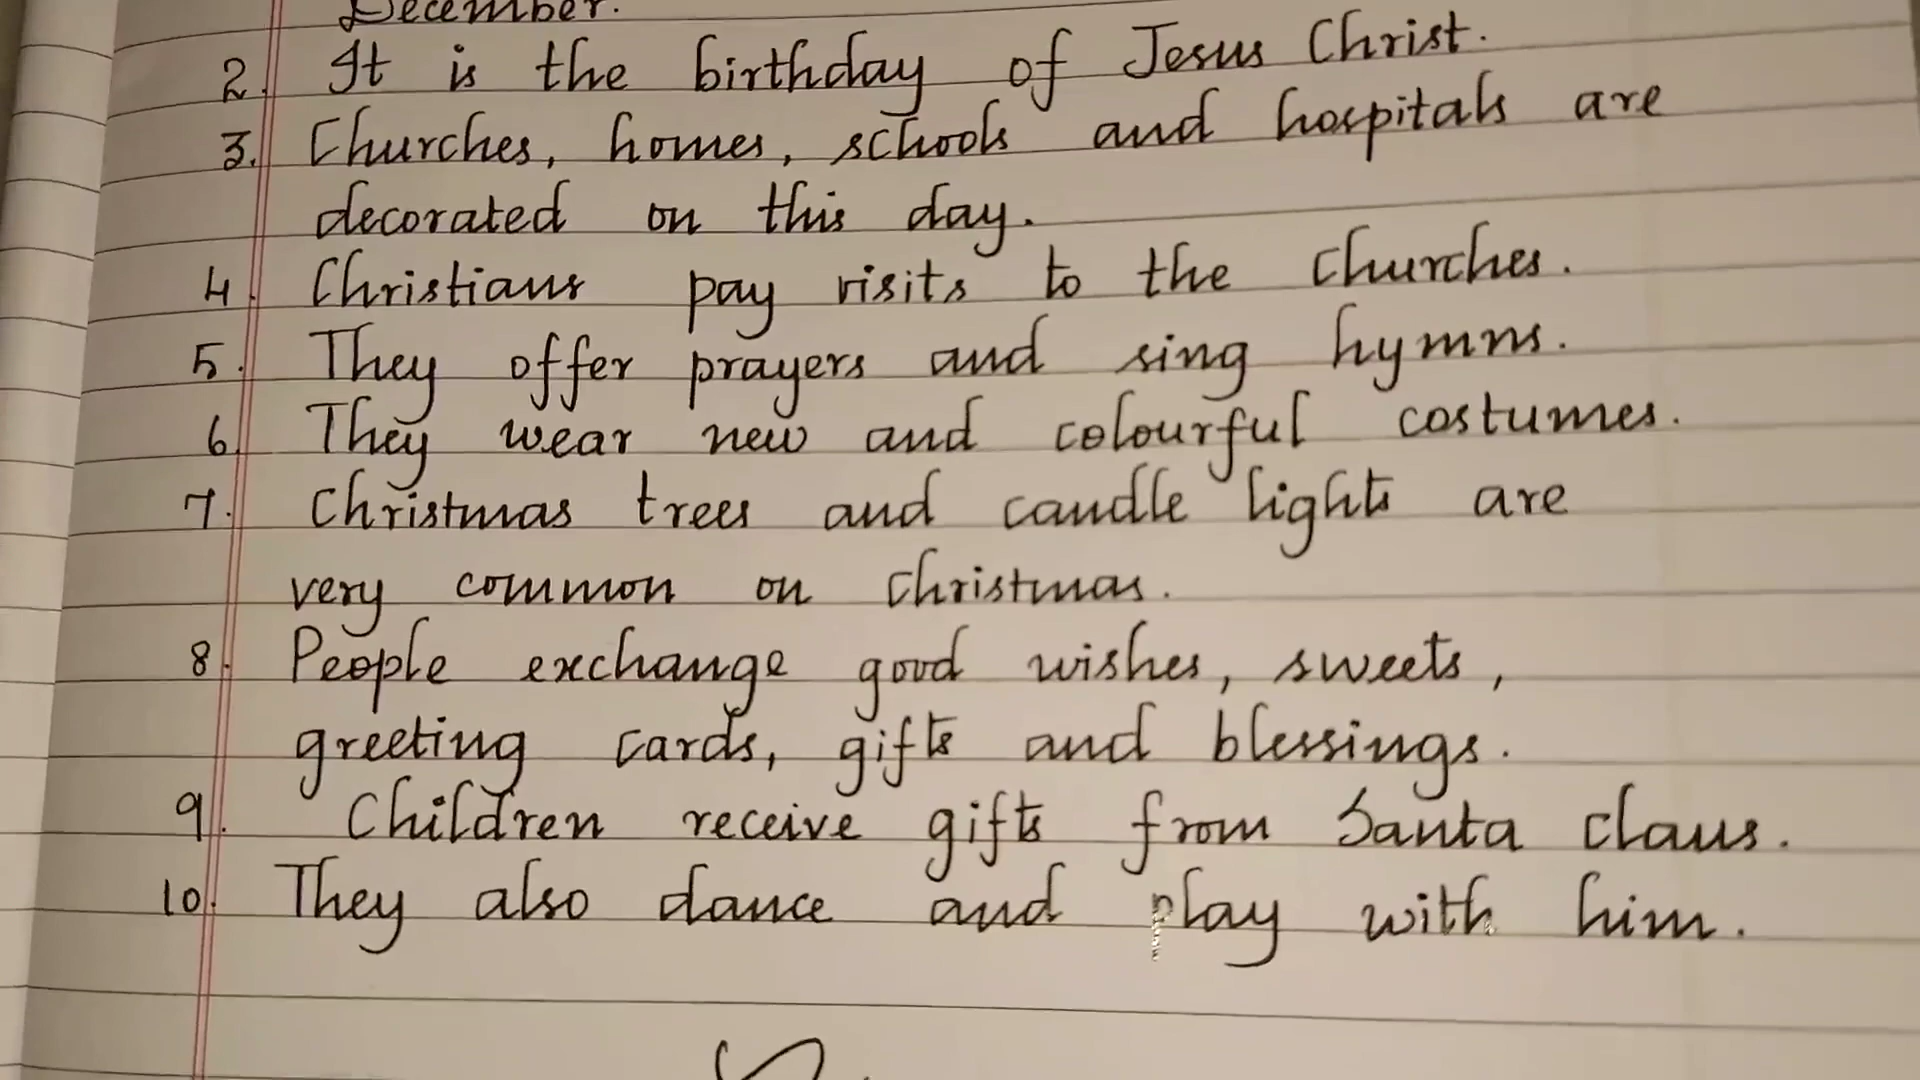 December.
2. It is the birthday of Jesus Christ.
3. Churches, homes, schools and hospitals are
decorated on this day.
4. Christians pay visits to the churches.
5. They offer prayers and sing hymns.
6. They wear new and colourful costumes.
7. Christmas trees and candle lights are
very common on christmas.
8. People exchange good wishes, sweets,
greeting cards, gifts and blessings.
9. Children receive gifts from Santa claus.
10. They also dance and play with him.